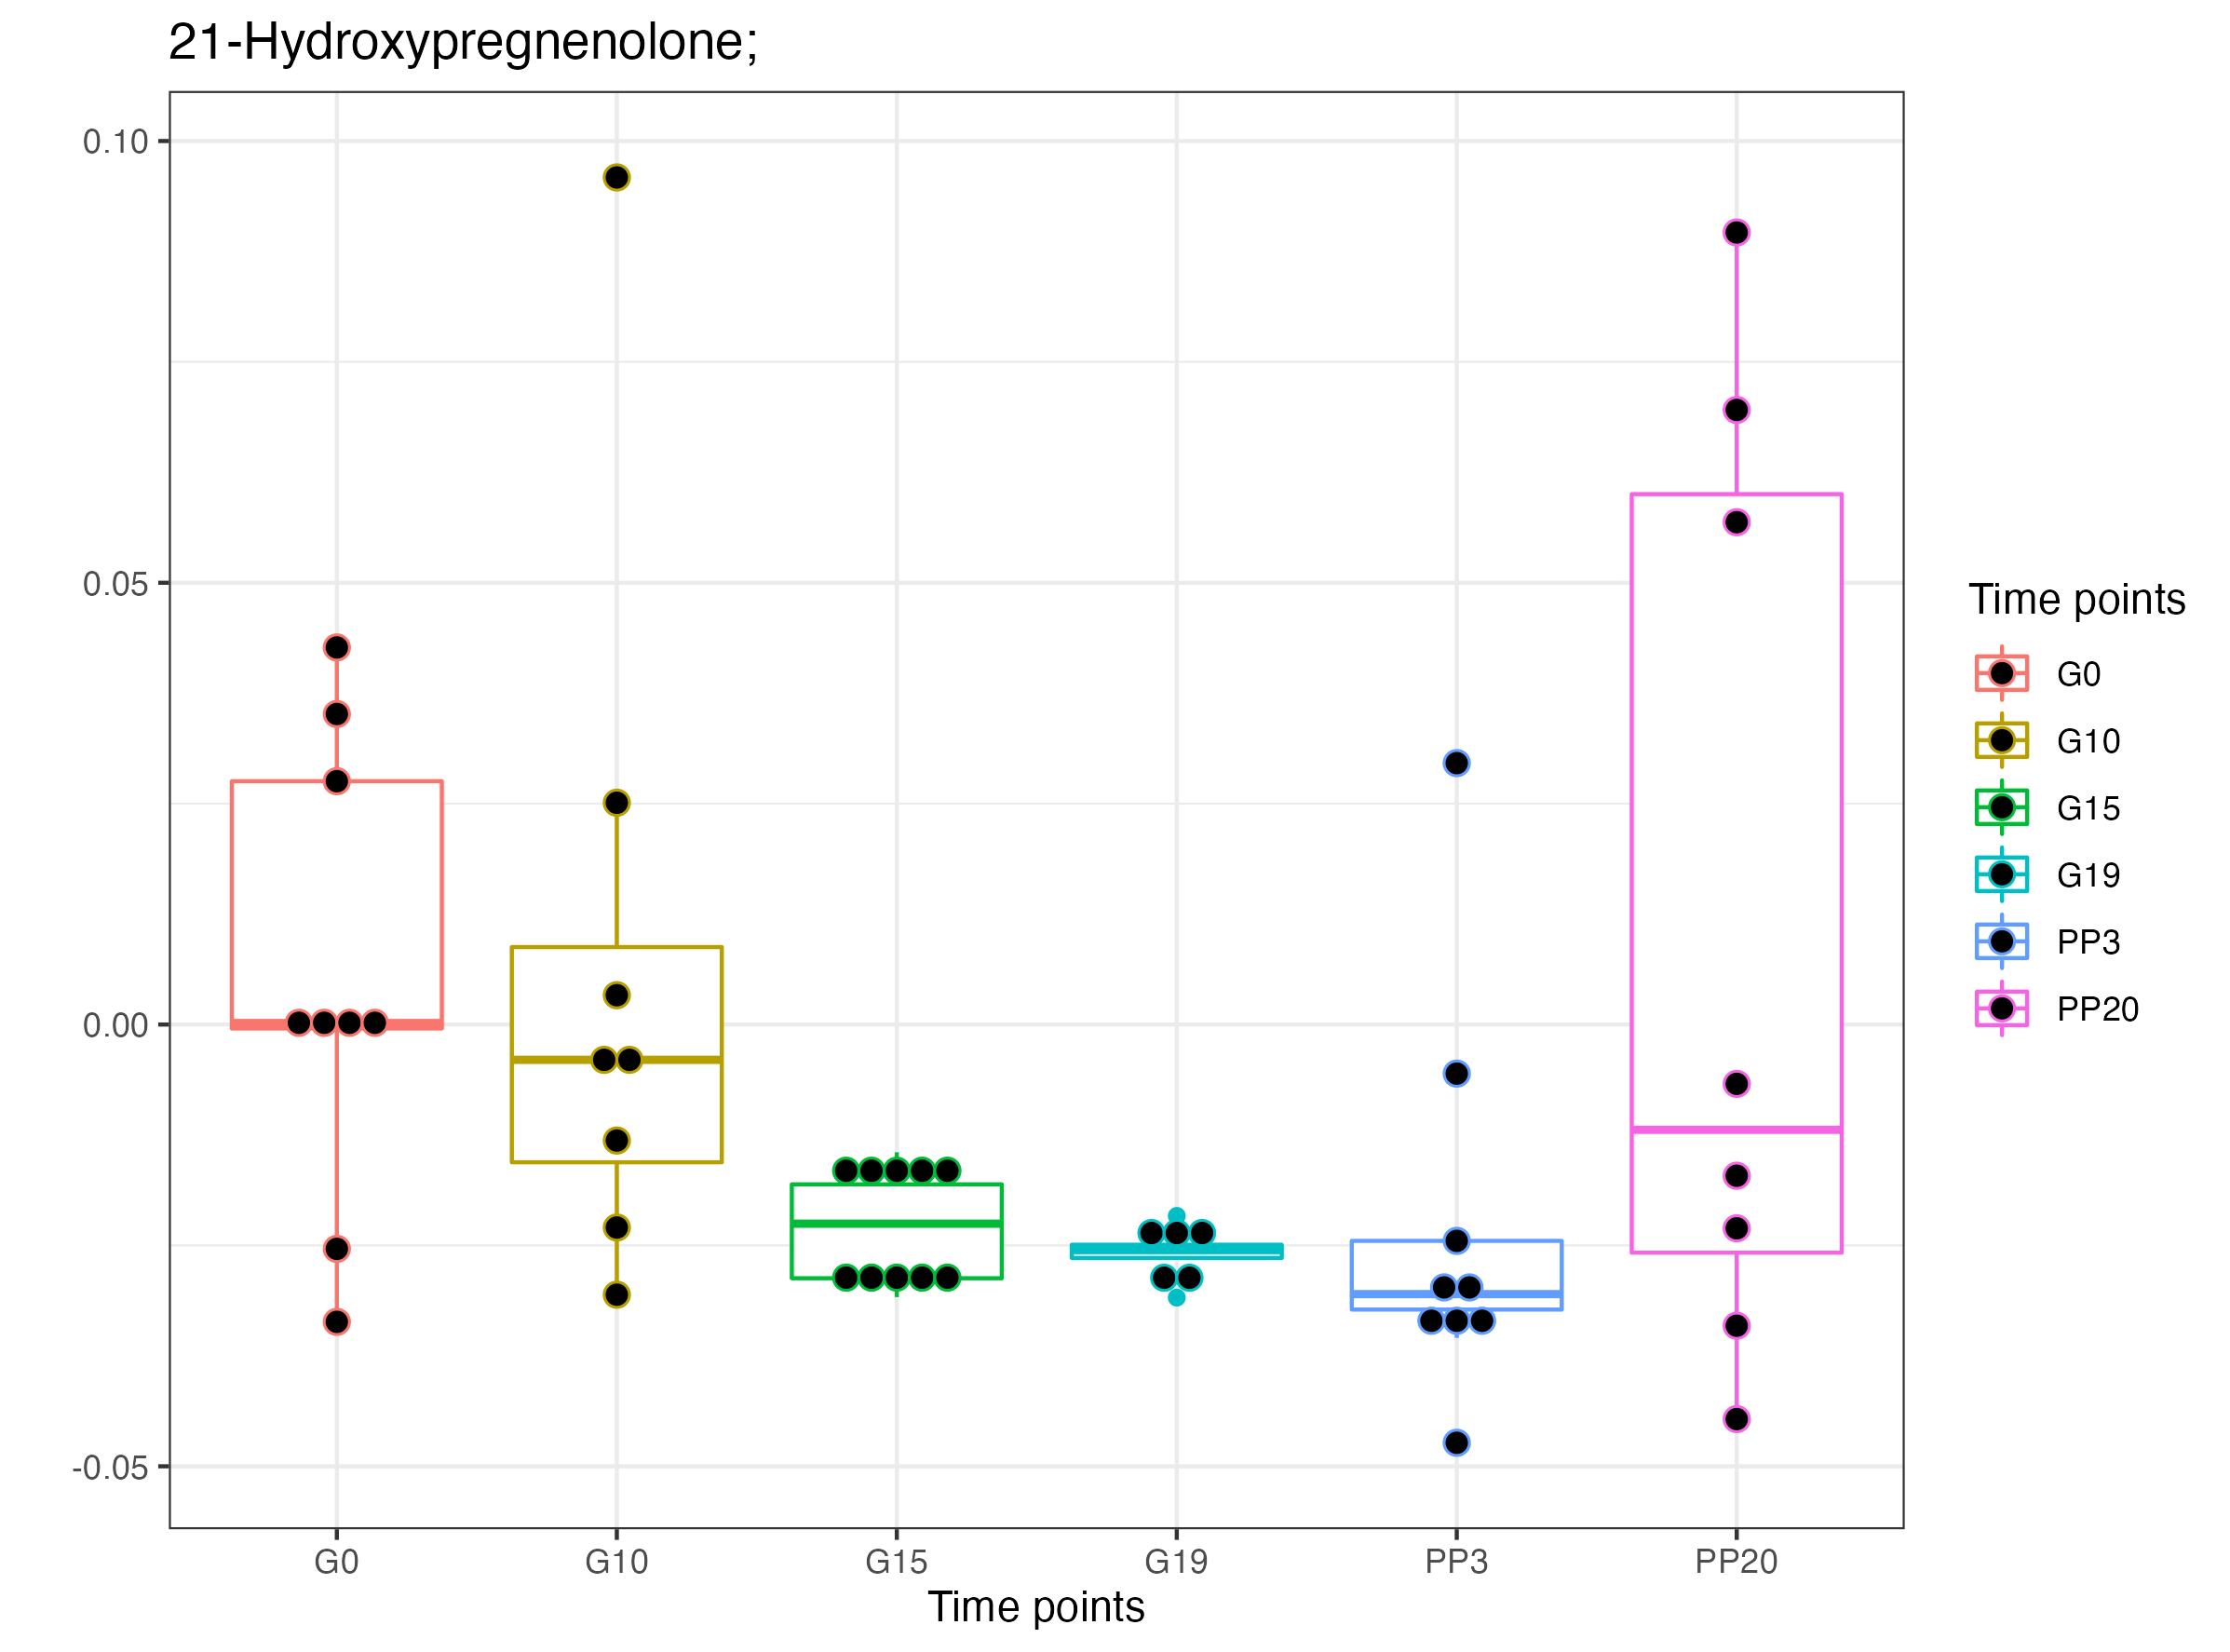 21-Hydroxypregnenolone;
0.10
0.05
0.00
-0.05
G0 G10 G15 G19 PP3 PP20
Time points
Time points
G0
G10
G15
G19
PP3
PP20